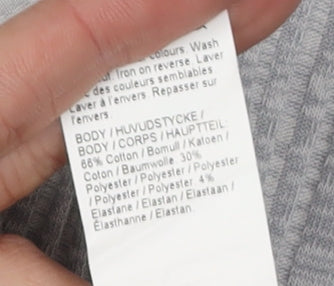 colours. Wash
Iron on reverse. Laver
des couleurs semblables.
Laver à l'envers. Repasser sur
l'envers.
BODY / HUVUDSTYCKE /
BODY / CORPS / HAUPTTEIL:
66% Cotton / Bomull / Katoen /
Coton / Baumwolle 30%
Polyester / Polyester / Polyester
/ Polyester / Polyester 4%
Elastane / Elastan / Elastaan /
Élasthanne / Elastan.